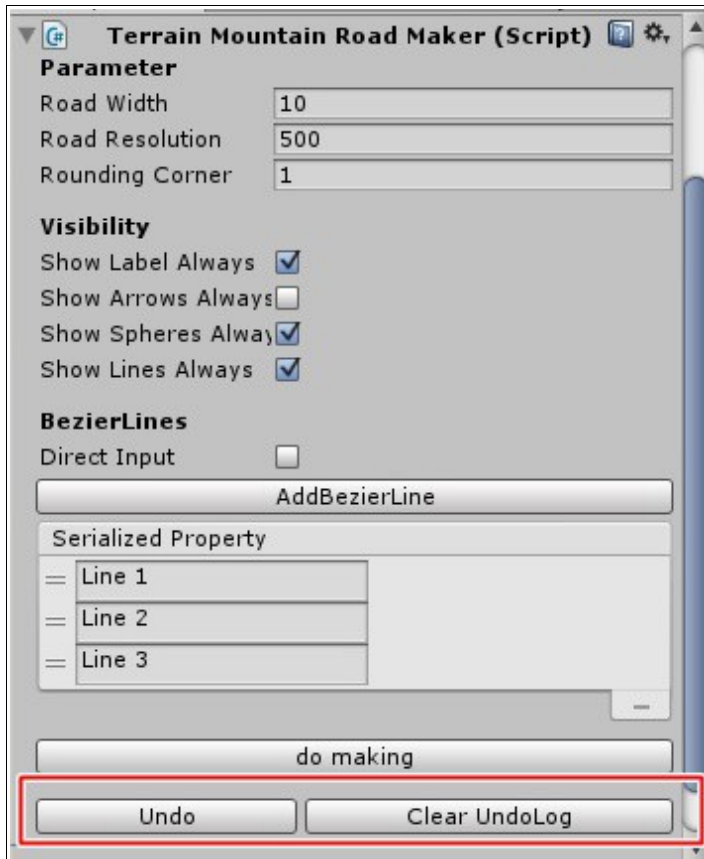 Terrain Mountain Road Maker (Script)
Parameter
Road Width 10
Road Resolution 500
Rounding Corner 1
Visibility
Show Label Always
Show Arrows Always
Show Spheres Alway
Show Lines Always
BezierLines
Direct Input
AddBezierLine
Serialized Property
Line 1
Line 2
Line 3
do making
Undo Clear UndoLog